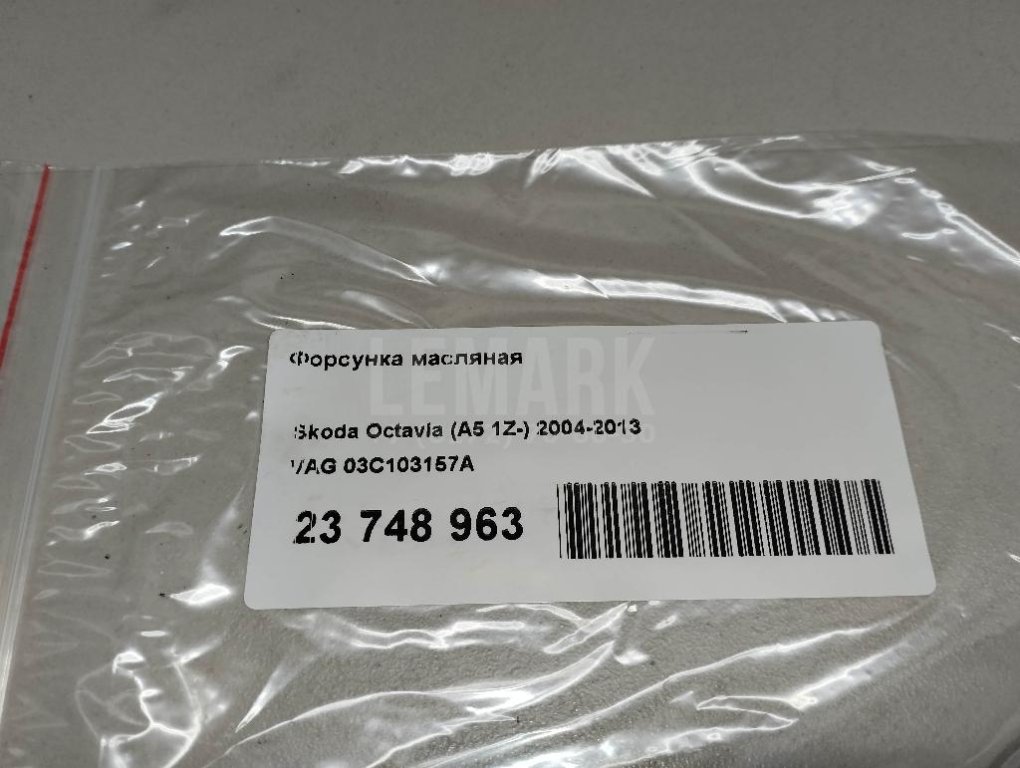 Форсунка масляная
LEMARK
Skoda Octavia (A5 1Z-) 2004-2013
VAG 03C103157A
23 748 963